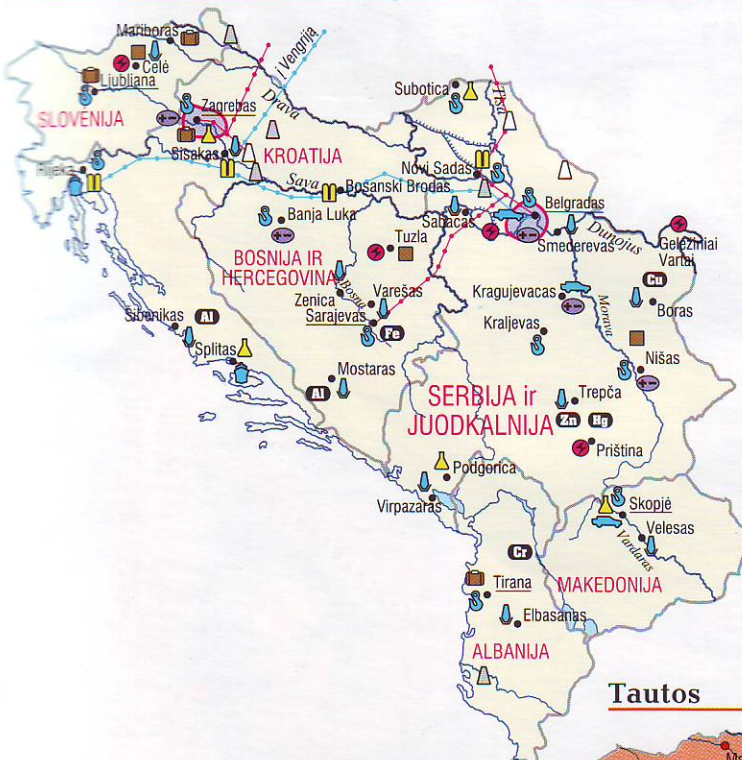 Mariboras
į Vengriją
Celė
Ljubliana
Drava
Subotica
Tisa
SLOVĖNIJA
Zagrebas
Sisakas
KROATIJA
Rijeka
Sava
Bosanski Brodas
Novi Sadas
Belgradas
Banja Luka
Šabacas
Smederevas
Dunojus
Geležiniai
Vartai
Tuzla
BOSNIJA IR
HERCEGOVINA
Bosna
Varešas
Zenica
Sarajevas
Fe
Kragujevacas
Morava
Cu
Boras
Kraljevas
Šibenikas
Al
Splitas
Nišas
Mostaras
Al
SERBIJA ir
JUODKALNIJA
Trepča
Zn
Hg
Priština
Podgorica
Virpazaras
Skopjė
Velesas
Vardaras
Cr
Tirana
MAKEDONIJA
Elbasanas
ALBANIJA
Tautos